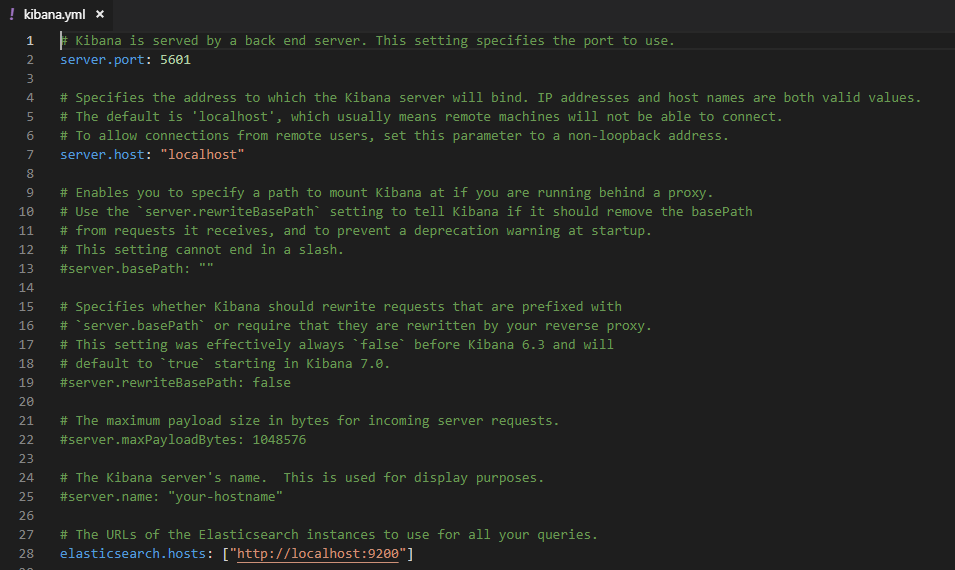 ! kibana.yml ×
1 # Kibana is served by a back end server. This setting specifies the port to use.
2 server.port: 5601
3
4 # Specifies the address to which the Kibana server will bind. IP addresses and host names are both valid values.
5 # The default is 'localhost', which usually means remote machines will not be able to connect.
6 # To allow connections from remote users, set this parameter to a non-loopback address.
7 server.host: "localhost"
8
9 # Enables you to specify a path to mount Kibana at if you are running behind a proxy.
10 # Use the `server.rewriteBasePath` setting to tell Kibana if it should remove the basePath
11 # from requests it receives, and to prevent a deprecation warning at startup.
12 # This setting cannot end in a slash.
13 #server.basePath: ""
14
15 # Specifies whether Kibana should rewrite requests that are prefixed with
16 # `server.basePath` or require that they are rewritten by your reverse proxy.
17 # This setting was effectively always `false` before Kibana 6.3 and will
18 # default to `true` starting in Kibana 7.0.
19 #server.rewriteBasePath: false
20
21 # The maximum payload size in bytes for incoming server requests.
22 #server.maxPayloadBytes: 1048576
23
24 # The Kibana server's name.  This is used for display purposes.
25 #server.name: "your-hostname"
26
27 # The URLs of the Elasticsearch instances to use for all your queries.
28 elasticsearch.hosts: ["http://localhost:9200"]